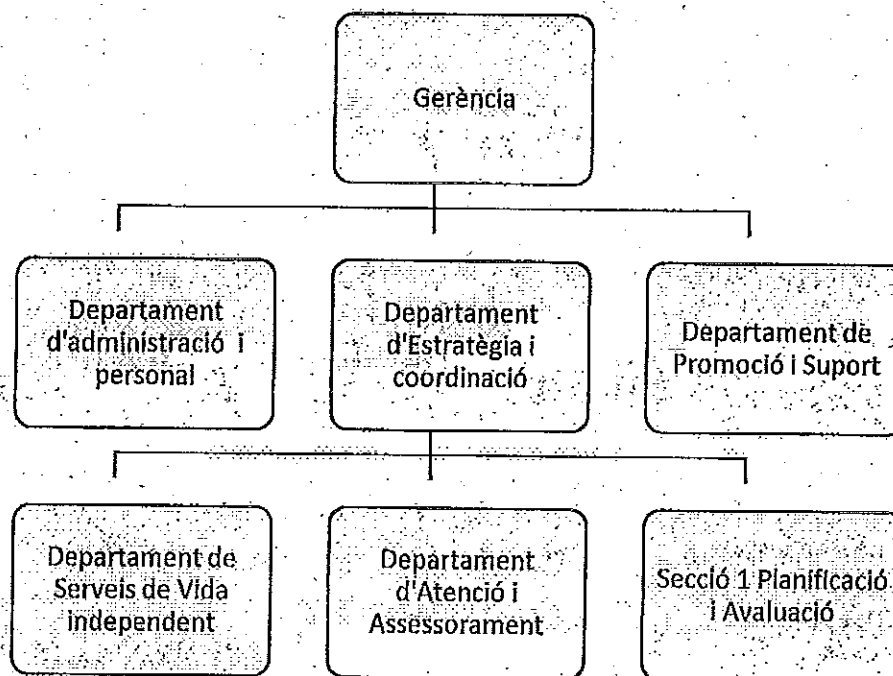 Gerència
Departament
d'administració i
personal
Departament
d'Estratègia i
coordinació
Departament de
Promoció i Suport
Departament de
Serveis de Vida
independent
Departament
d'Atenció i
Assessorament
Secció 1 Planificació
i Avaluació